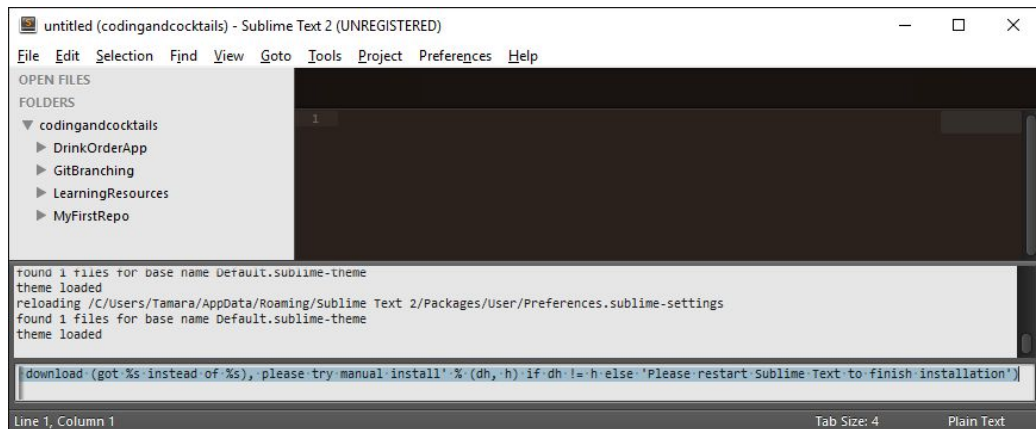 untitled (codingandcocktails) - Sublime Text 2 (UNREGISTERED)
File Edit Selection Find View Goto Tools Project Preferences Help
OPEN FILES
FOLDERS
codingandcocktails
DrinkOrderApp
GitBranching
LearningResources
MyFirstRepo
1
found 1 files for base name Default.sublime-theme
theme loaded
reloading /C/Users/Tamara/AppData/Roaming/Sublime Text 2/Packages/User/Preferences.sublime-settings
found 1 files for base name Default.sublime-theme
theme loaded
download (got %s instead of %s), please try manual install' % (dh, h) if dh != h else 'Please restart Sublime Text to finish installation')
Line 1, Column 1 Tab Size: 4 Plain Text